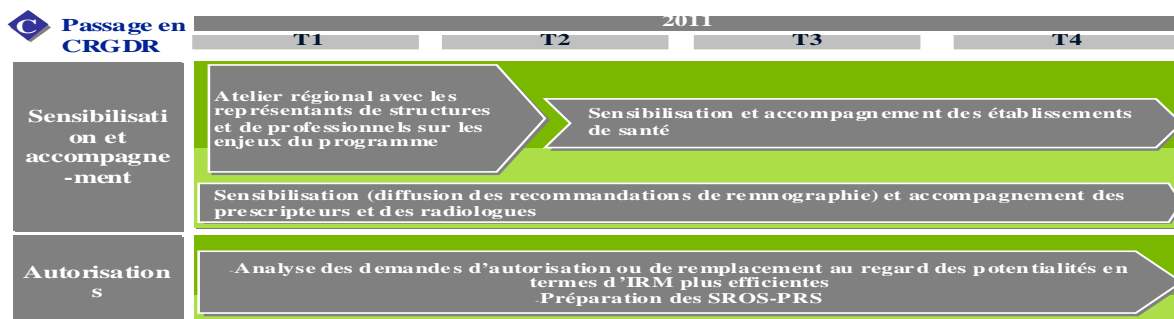 C
Passage en
CRGDR
2011
T1
T2
T3
T4
Sensibilisati
on et
accompagne
-ment
Atelier régional avec les
représentants de structures
et de professionnels sur les
enjeux du programme
Sensibilisation et accompagnement des établissements
de santé
Sensibilisation (diffusion des recommandations de remnographie) et accompagnement des
prescripteurs et des radiologues
Autorisation
s
-Analyse des demandes d’autorisation ou de remplacement au regard des potentialités en
termes d’IRM plus efficientes
-Préparation des SROS-PRS